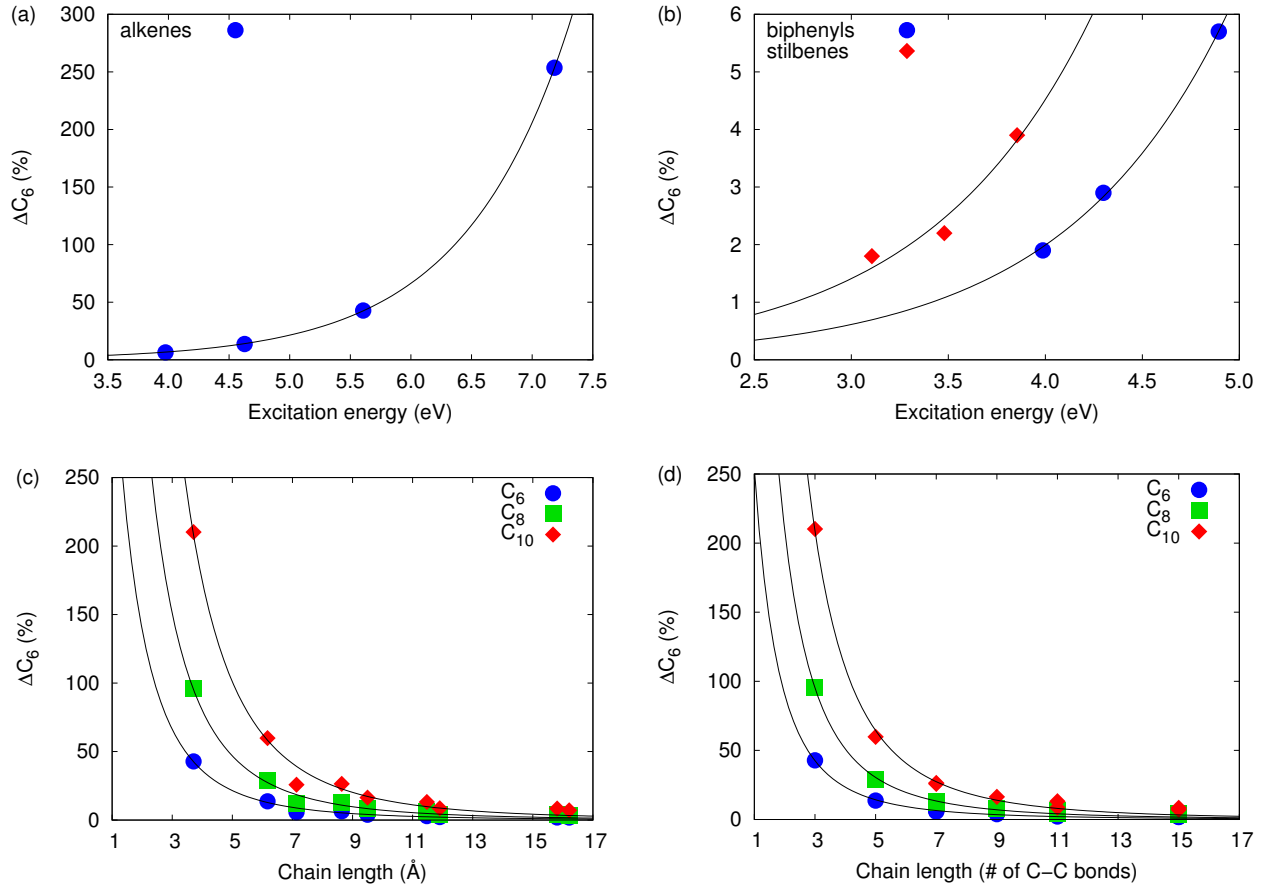 (a)
alkenes
300
250
200
150
100
50
0
ΔC6 (%)
3.5 4.0 4.5 5.0 5.5 6.0 6.5 7.0 7.5
Excitation energy (eV)
(b)
biphenyls
stilbenes
6
5
4
3
2
1
0
ΔC6 (%)
2.5 3.0 3.5 4.0 4.5 5.0
Excitation energy (eV)
(c)
C6
C8
C10
250
200
150
100
50
0
ΔC6 (%)
1 3 5 7 9 11 13 15 17
Chain length (Å)
(d)
C6
C8
C10
250
200
150
100
50
0
ΔC6 (%)
1 3 5 7 9 11 13 15 17
Chain length (# of C−C bonds)